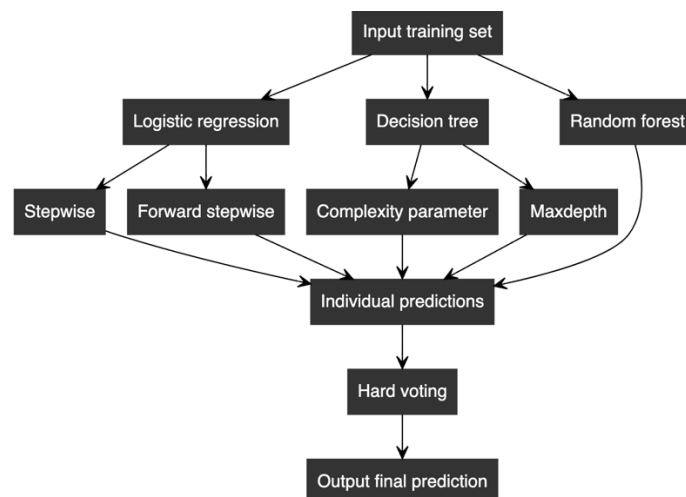 Input training set
Logistic regression
Decision tree
Random forest
Stepwise
Forward stepwise
Complexity parameter
Maxdepth
Individual predictions
Hard voting
Output final prediction